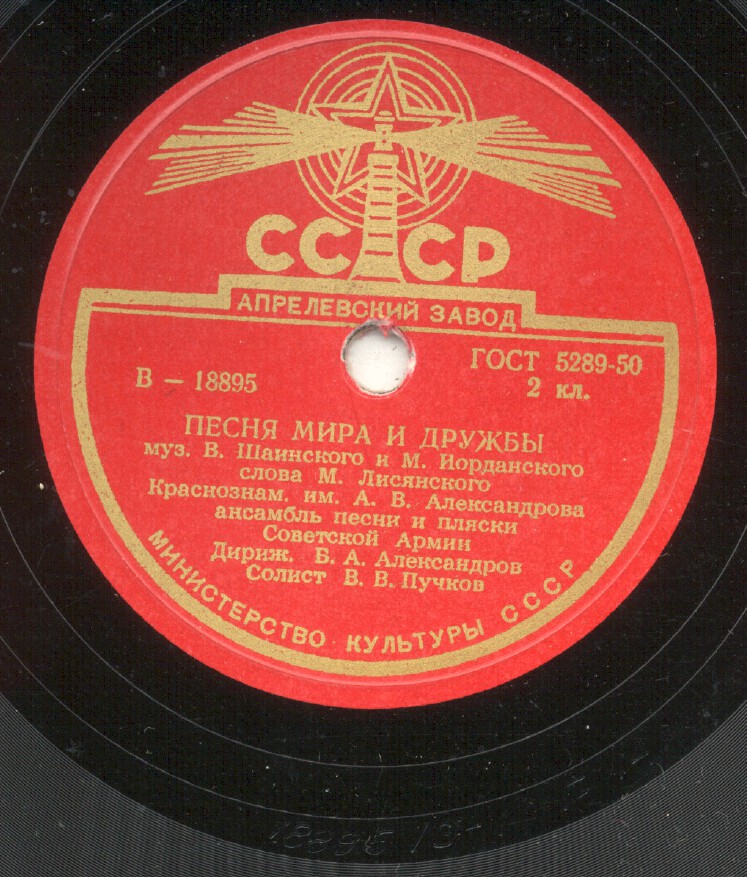 СССР
АПРЕЛЕВСКИЙ ЗАВОД
ГОСТ 5289-50
В — 18895
2 кл.
ПЕСНЯ МИРА И ДРУЖБЫ
муз. В. Шаинского и М. Иорданского
слова М. Лисянского
Краснознам. им. А. В. Александрова
ансамбль песни и пляски
Советской Армии
Дириж. Б. А. Александров
Солист В. В. Пучков
МИНИСТЕРСТВО КУЛЬТУРЫ СССР